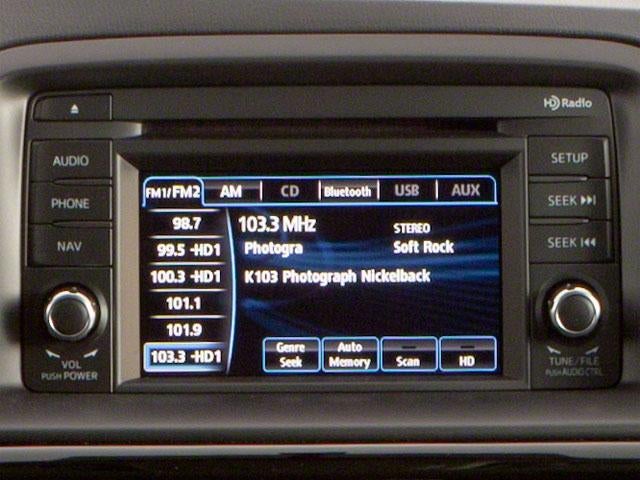 HD Radio
AUDIO
PHONE
NAV
VOL
PUSH POWER
FM1/FM2 AM CD Bluetooth USB AUX
98.7
99.5 -HD1
100.3 -HD1
101.1
101.9
103.3 -HD1
103.3 MHz STEREO
Photogra Soft Rock
K103 Photograph Nickelback
Genre Seek
Auto Memory
Scan
HD
SETUP
SEEK
SEEK
TUNE/FILE
PUSH AUDIO CTRL